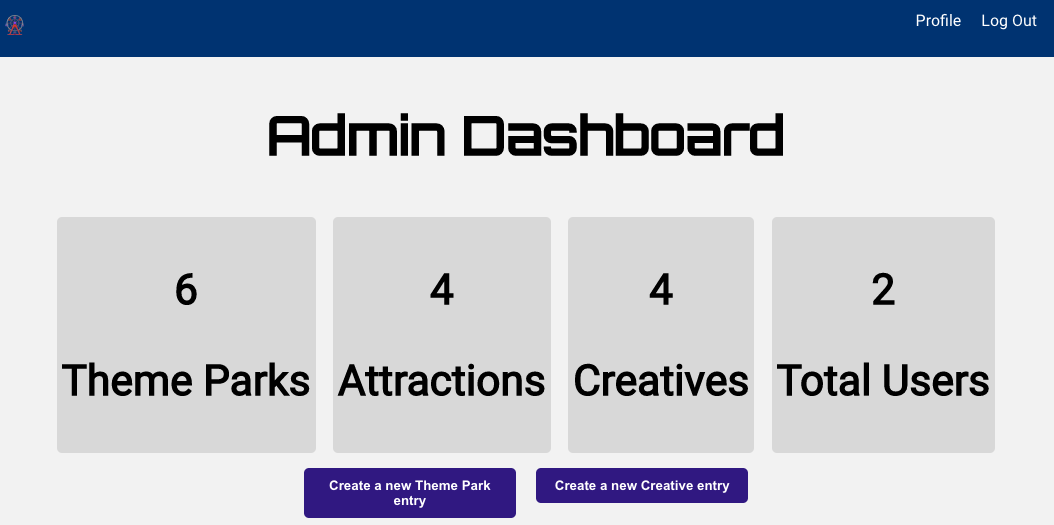 Profile Log Out
Admin Dashboard
6
Theme Parks
4
Attractions
4
Creatives
2
Total Users
Create a new Theme Park
entry
Create a new Creative entry